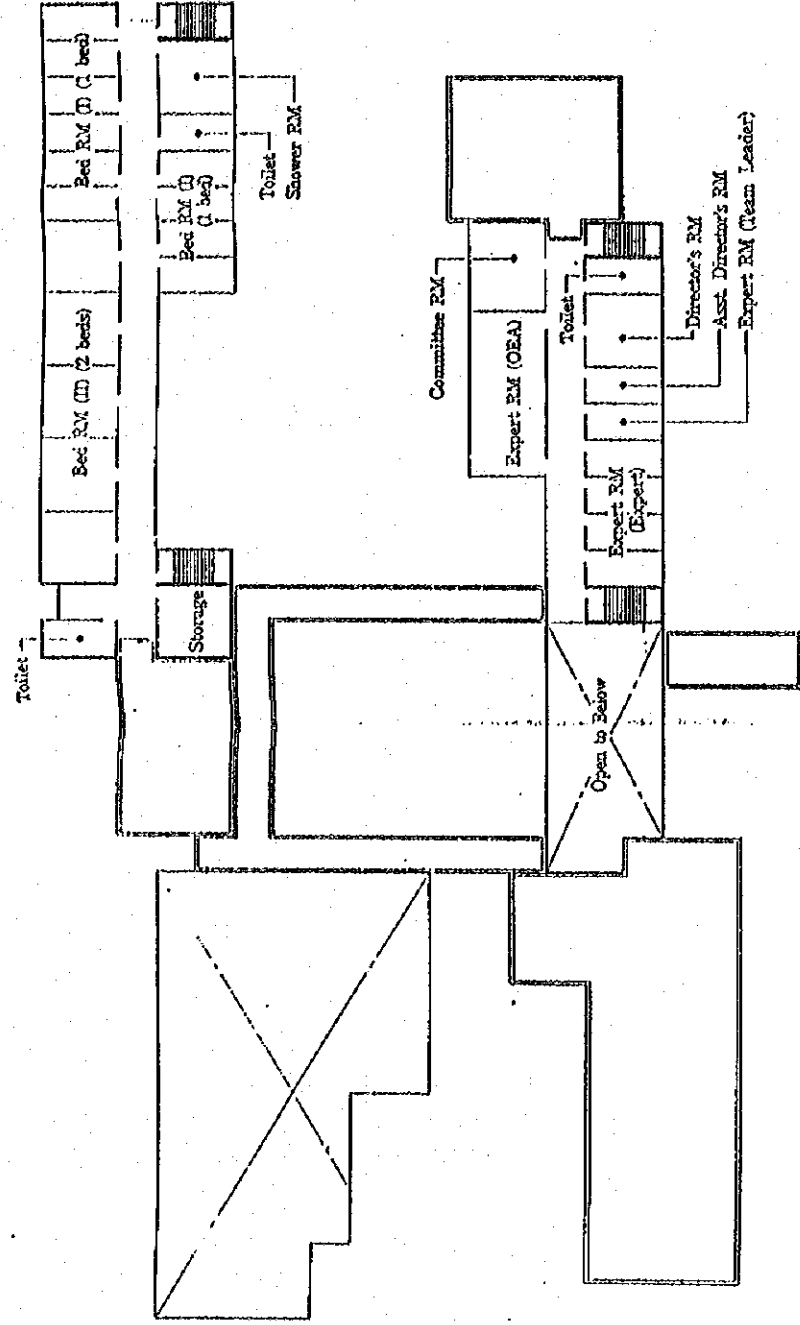 Bed RM (I) (1 bed)
Bed RM (II) (2 beds)
Bed RM (I)
(1 bed)
Toilet
Shower RM
Storage
Toilet
Committee RM
Expert RM (OEA)
Toilet
Director's RM
Asst Director's RM
Expert RM (Team Leader)
Expert RM
(Expert)
Open to Below